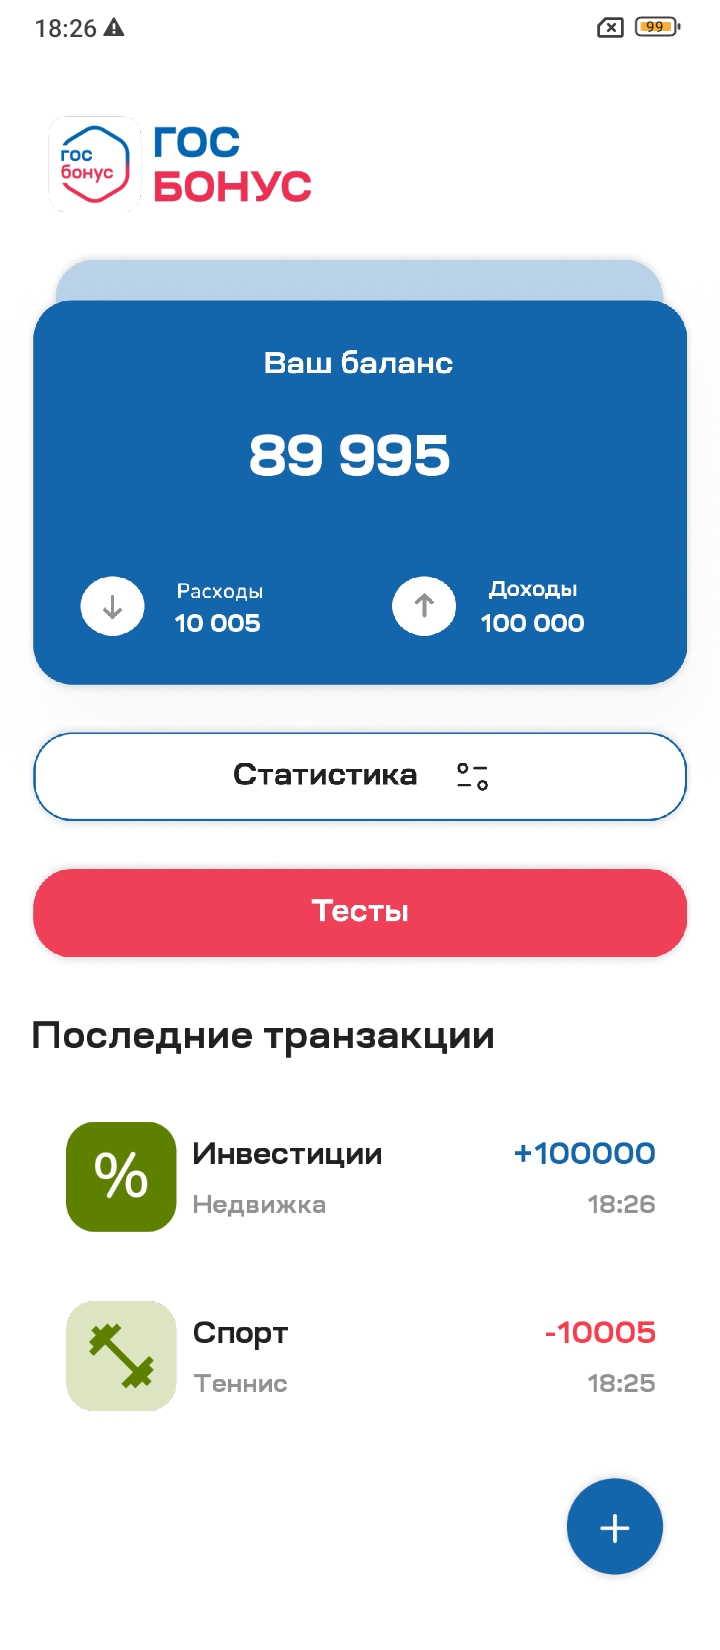 18:26
99
гос
бонус
ГОС
БОНУС
Ваш баланс
89 995
Расходы
10 005
Доходы
100 000
Статистика
Тесты
Последние транзакции
%
Инвестиции +100000
Недвижка 18:26
Спорт -10005
Теннис 18:25
+